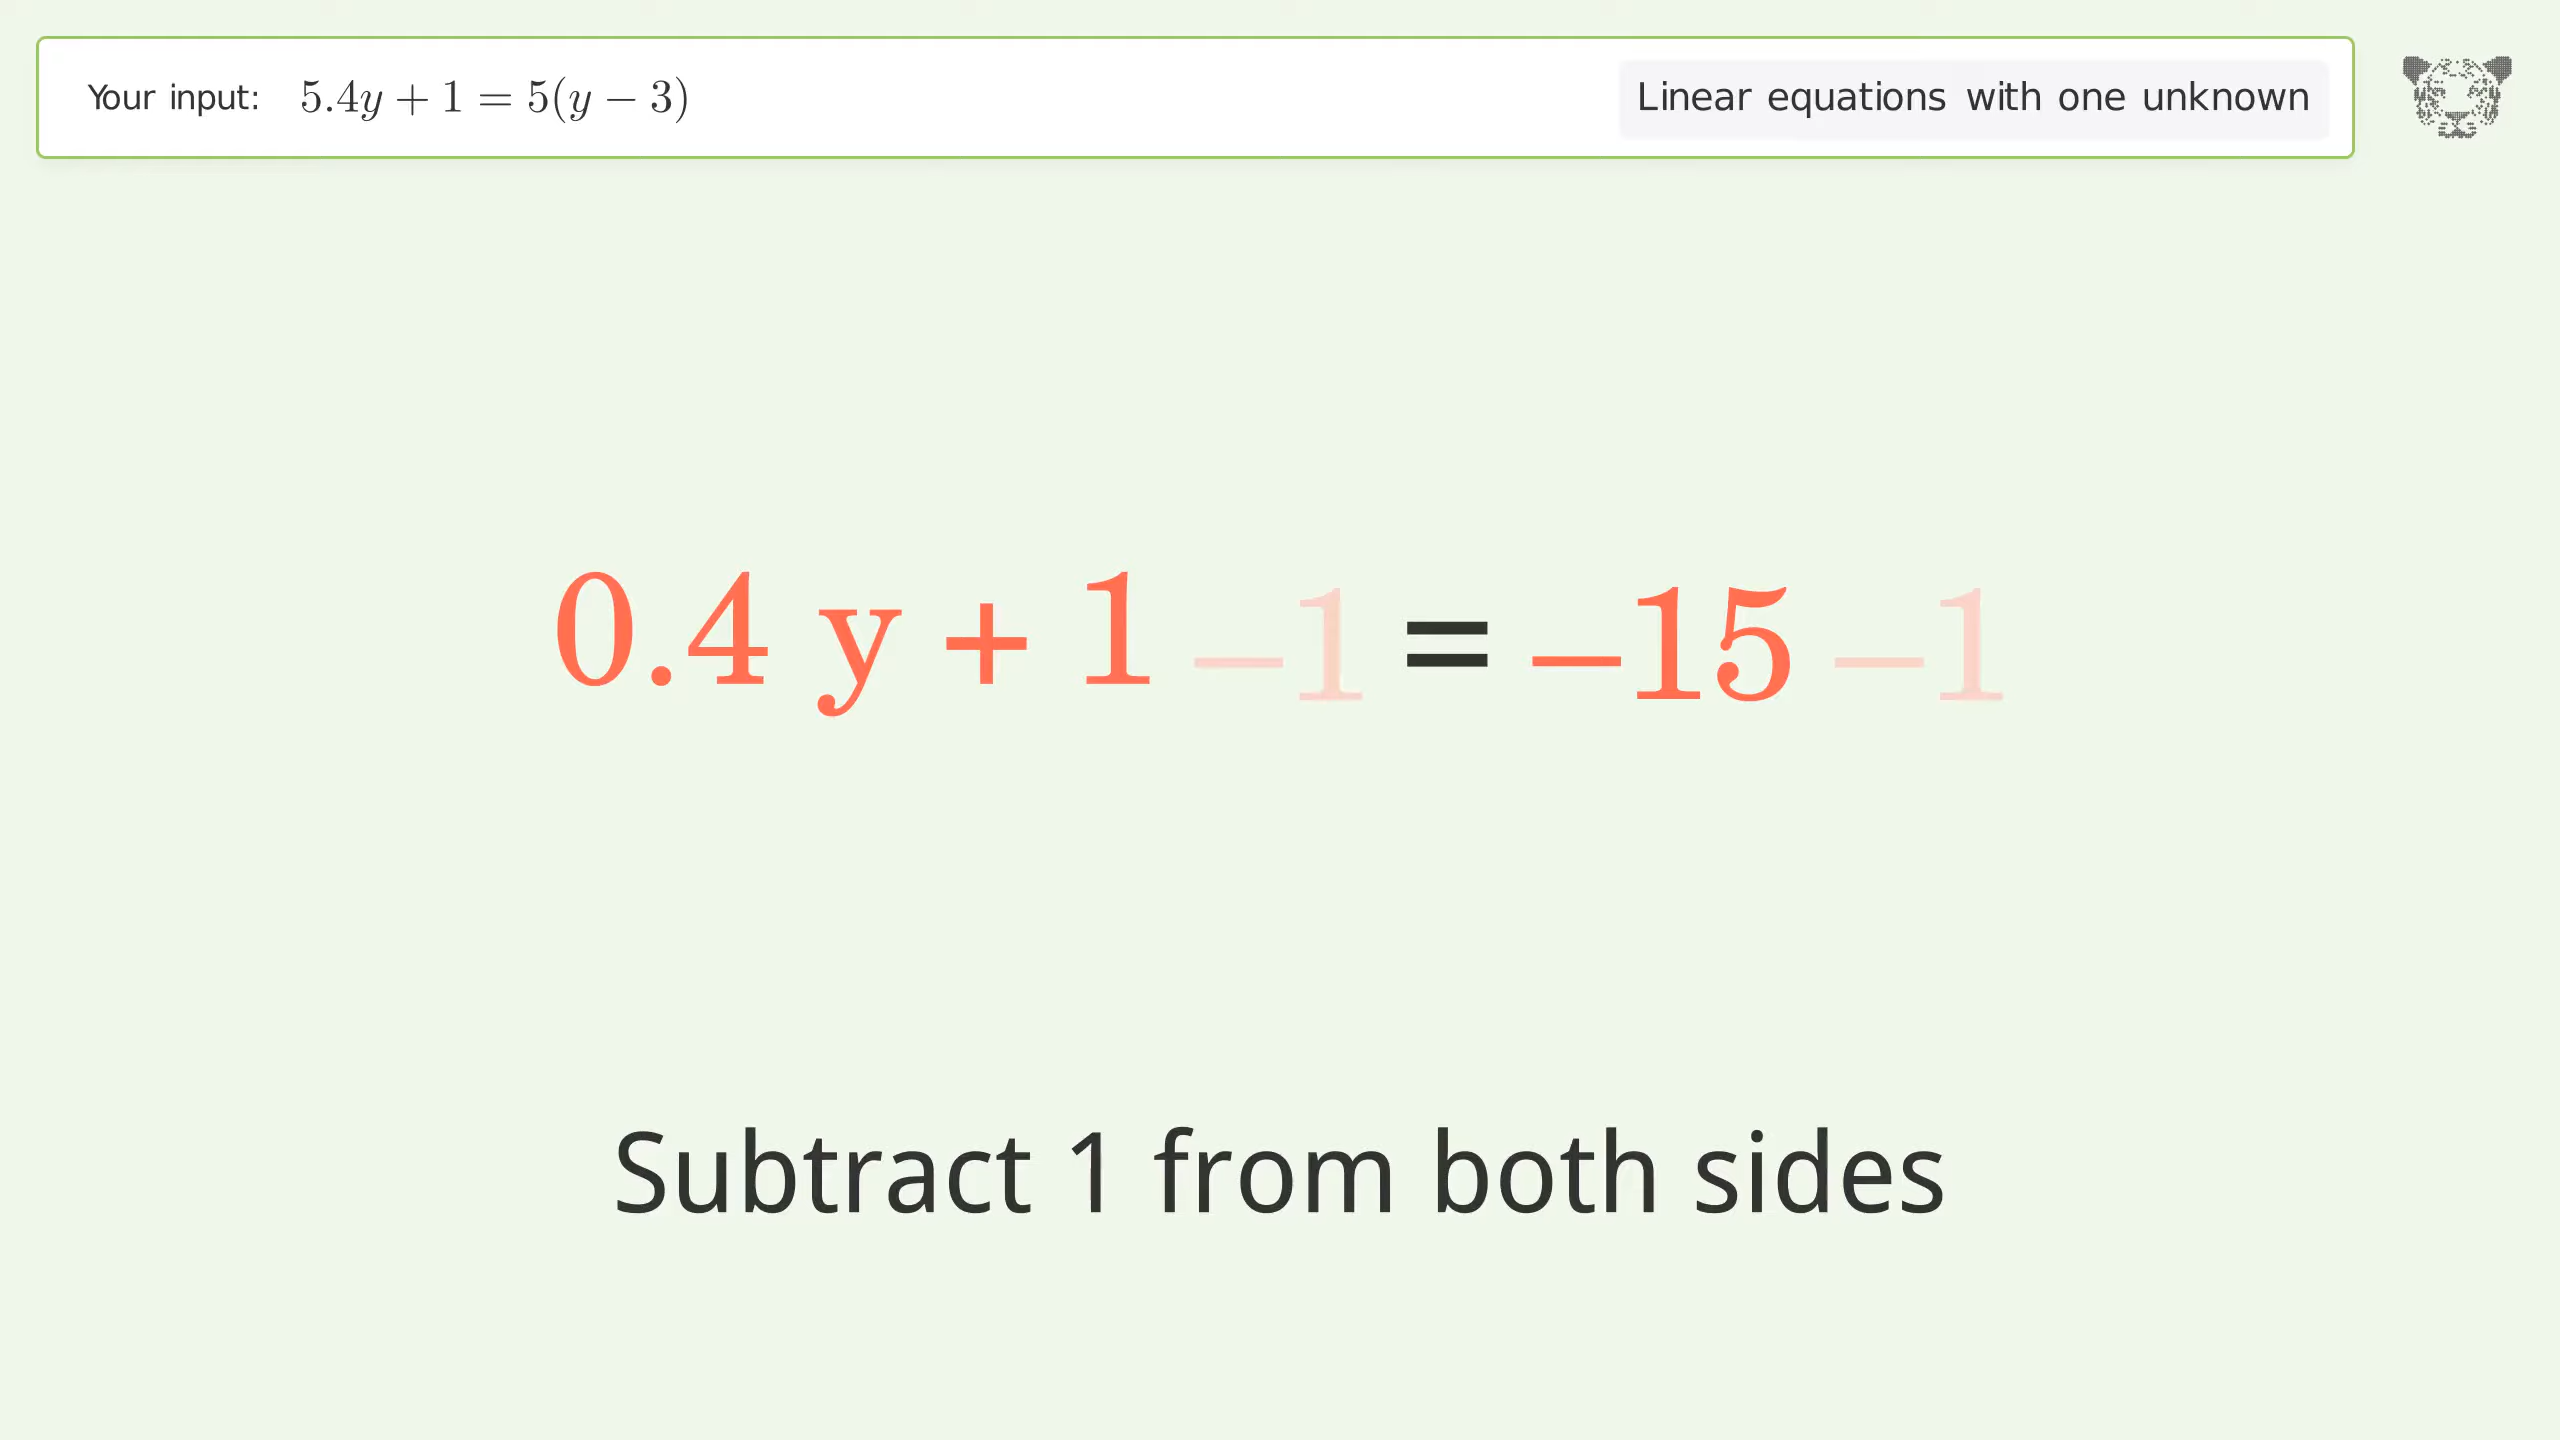 Your input: 5.4y + 1 = 5(y − 3)
Linear equations with one unknown
0.4 y + 1 −1 = −15 −1
Subtract 1 from both sides